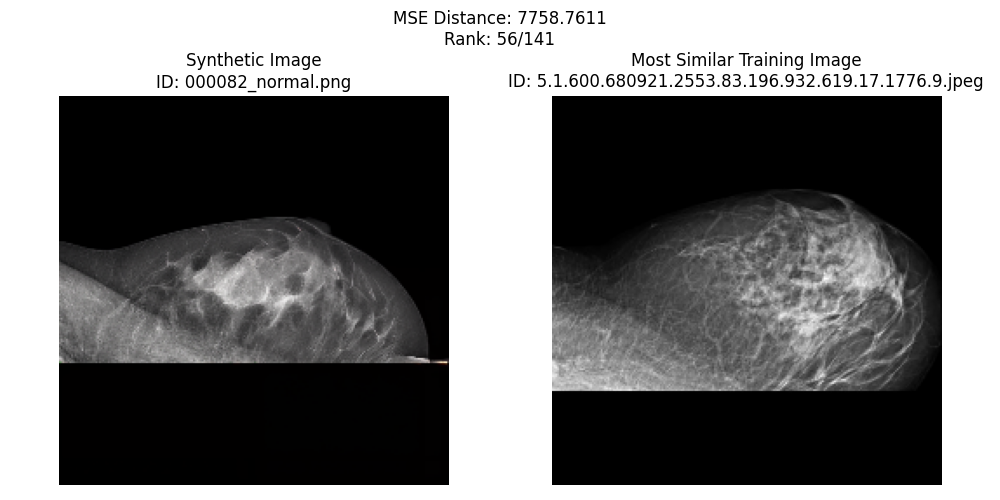 MSE Distance: 7758.7611
Rank: 56/141
Synthetic Image
ID: 000082_normal.png
Most Similar Training Image
ID: 5.1.600.680921.2553.83.196.932.619.17.1776.9.jpeg